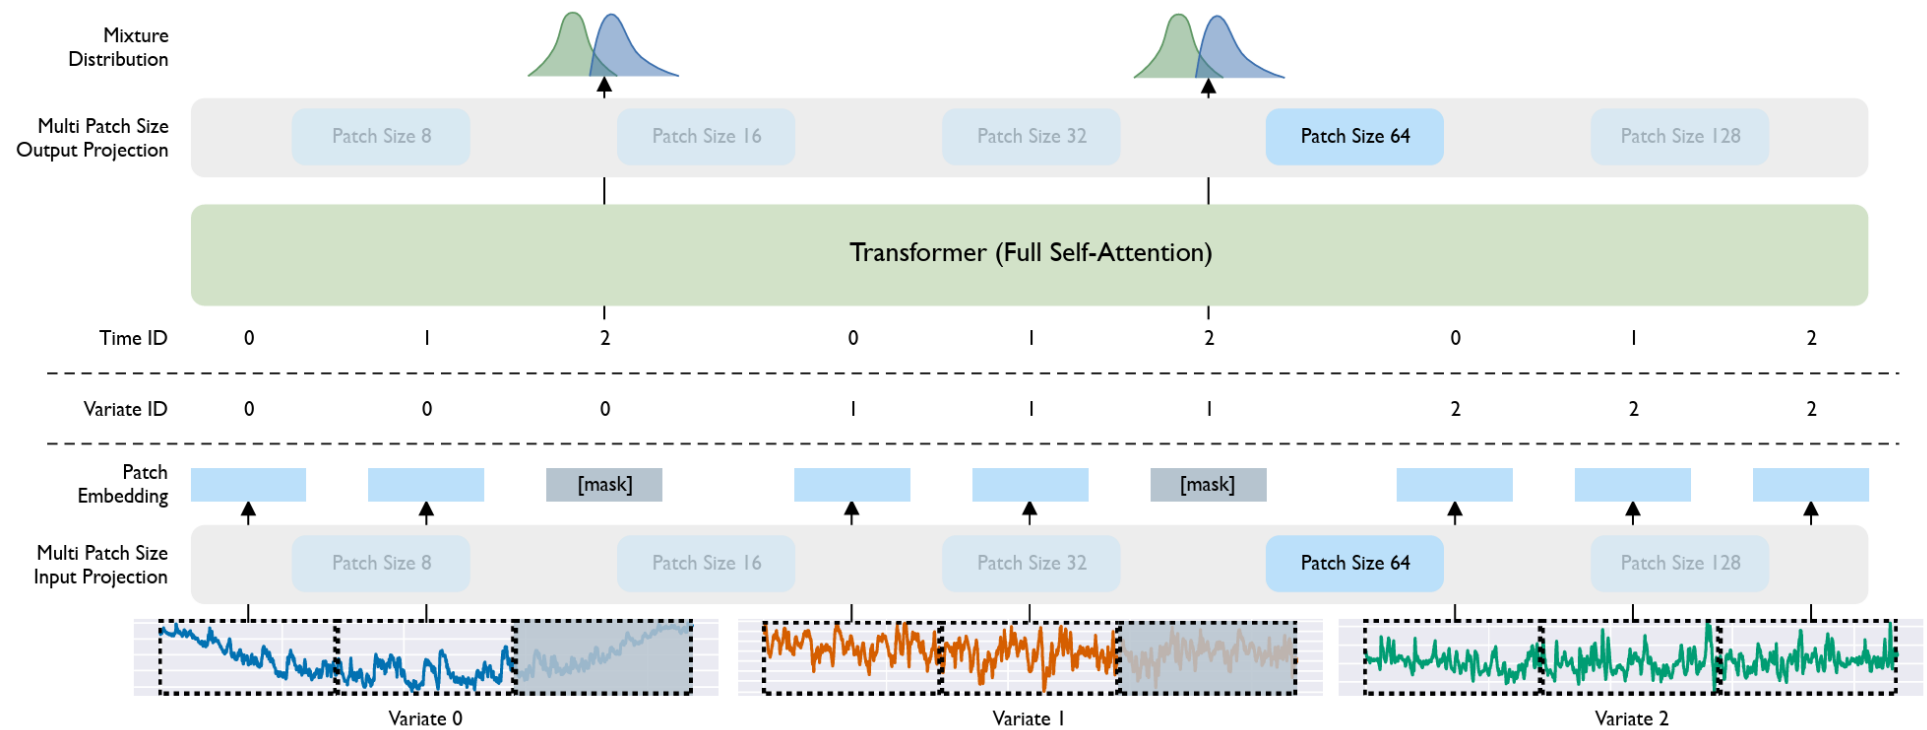 Mixture
Distribution
Multi Patch Size
Output Projection
Patch Size 8
Patch Size 16
Patch Size 32
Patch Size 64
Patch Size 128
Transformer (Full Self-Attention)
Time ID 0 1 2 0 1 2 0 1 2
Variate ID 0 0 0 1 1 1 2 2 2
Patch
Embedding
[mask]
[mask]
Multi Patch Size
Input Projection
Patch Size 8
Patch Size 16
Patch Size 32
Patch Size 64
Patch Size 128
Variate 0
Variate 1
Variate 2